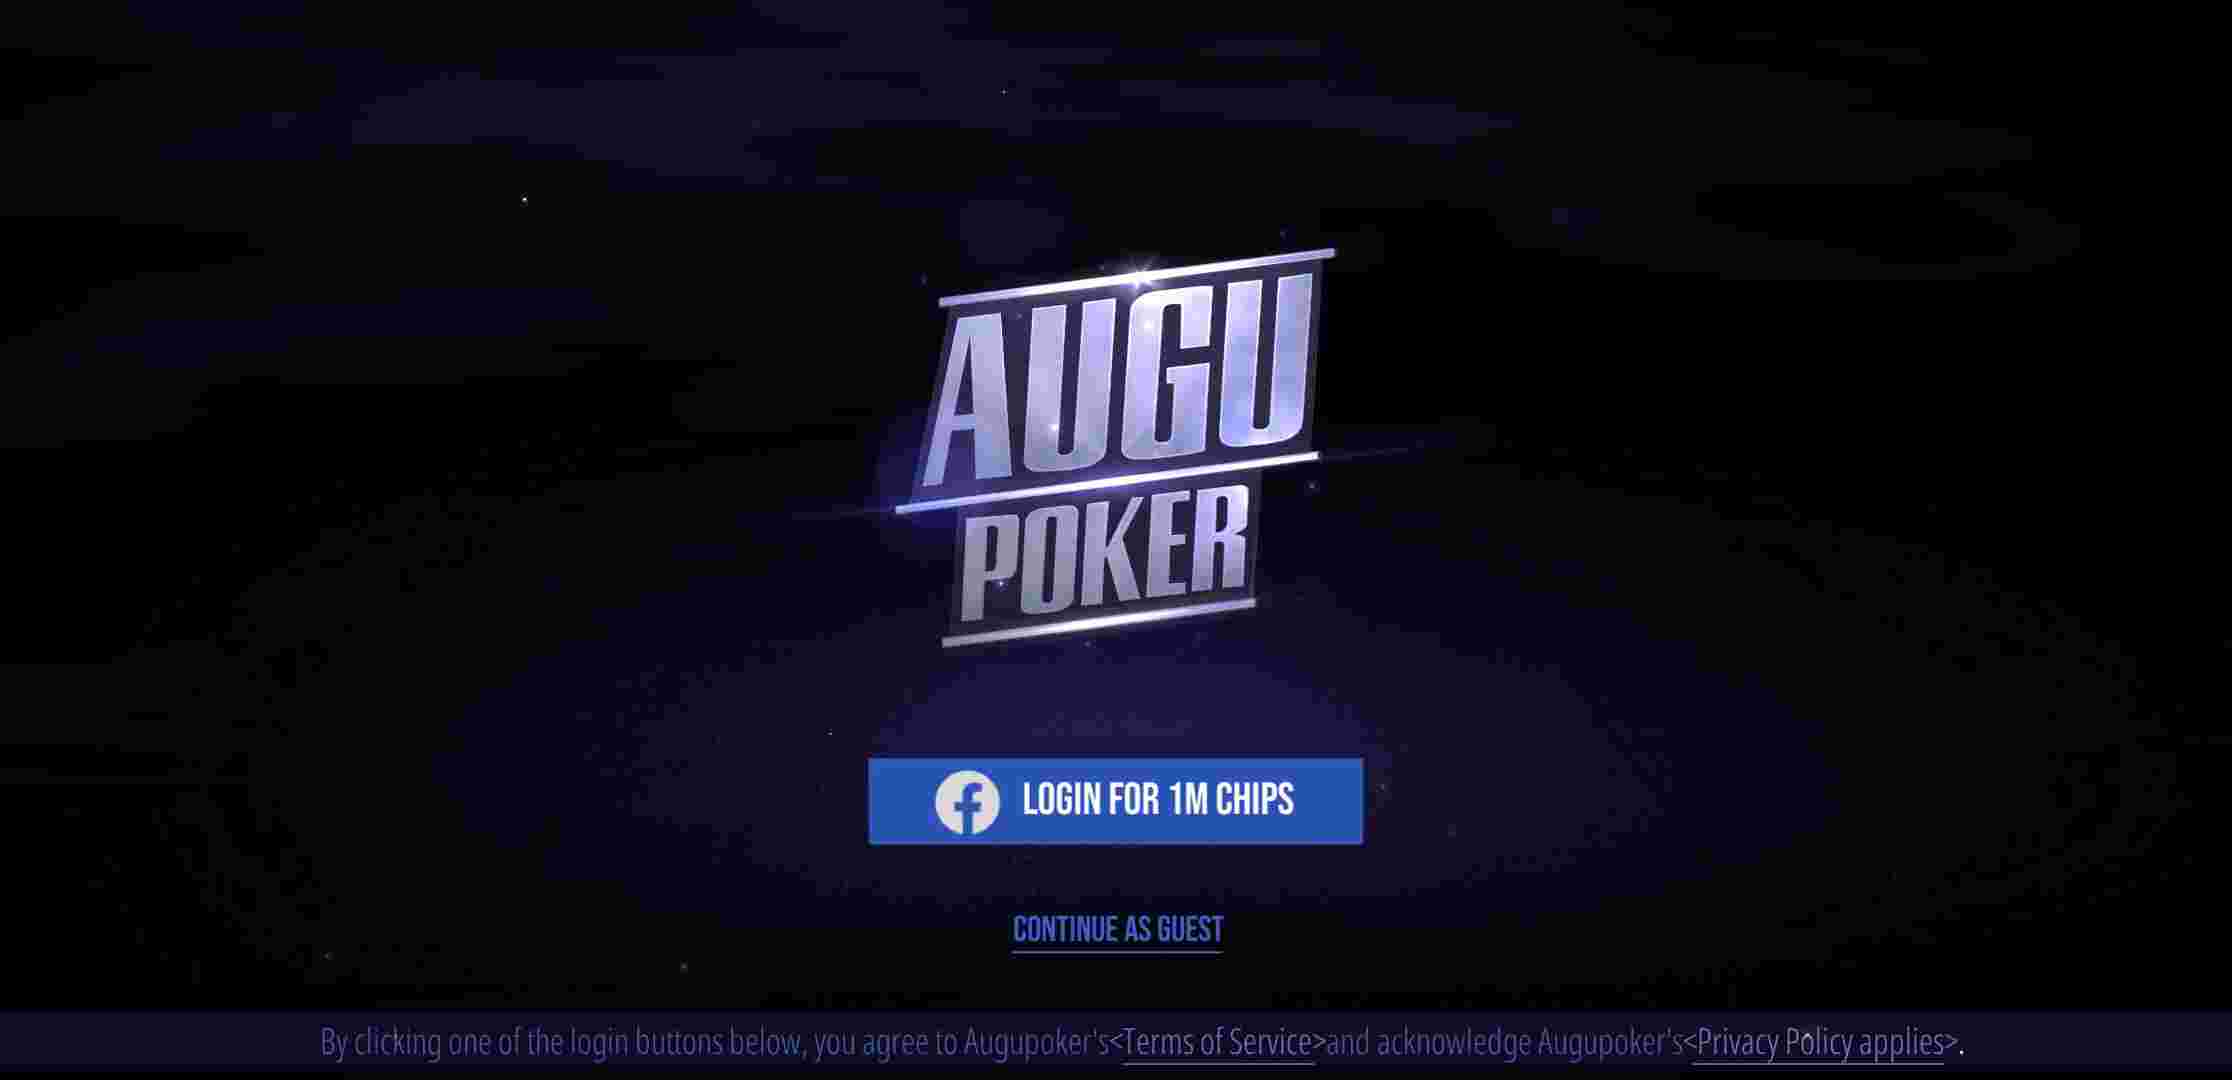 AUGU
POKER
LOGIN FOR 1M CHIPS
CONTINUE AS GUEST
By clicking one of the login buttons below, you agree to Augupoker's<Terms of Service>and acknowledge Augupoker's<Privacy Policy applies>.